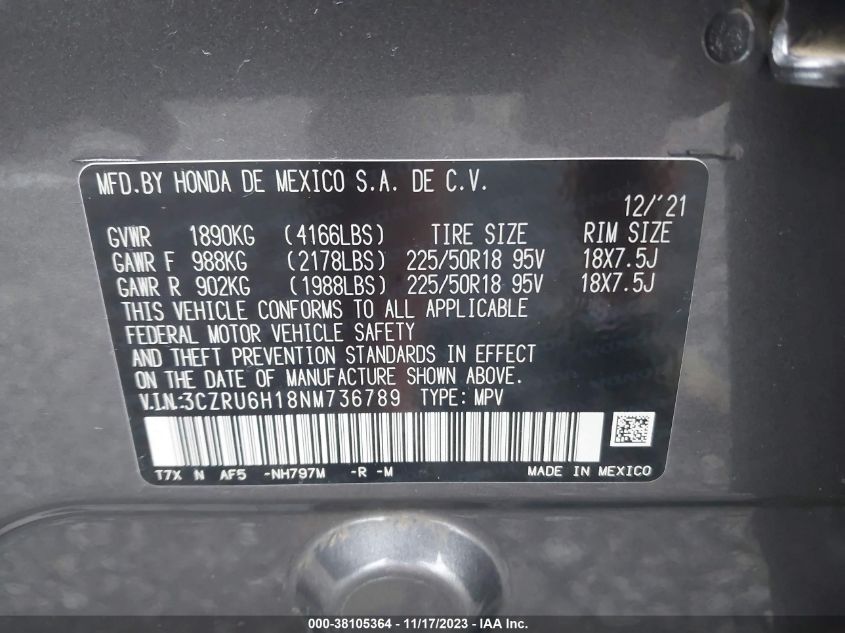 MFD.BY HONDA DE MEXICO S.A. DE C.V.
12/'21
GVWR 1890KG (4166LBS) TIRE SIZE RIM SIZE
GAWR F 988KG (2178LBS) 225/50R18 95V 18X7.5J
GAWR R 902KG (1988LBS) 225/50R18 95V 18X7.5J
THIS VEHICLE CONFORMS TO ALL APPLICABLE
FEDERAL MOTOR VEHICLE SAFETY
AND THEFT PREVENTION STANDARDS IN EFFECT
ON THE DATE OF MANUFACTURE SHOWN ABOVE.
V.I.N.:3CZRU6H18NM736789 TYPE: MPV
T7X N AF5 -NH797M -R -M MADE IN MEXICO
000-38105364 - 11/17/2023 - IAA Inc.